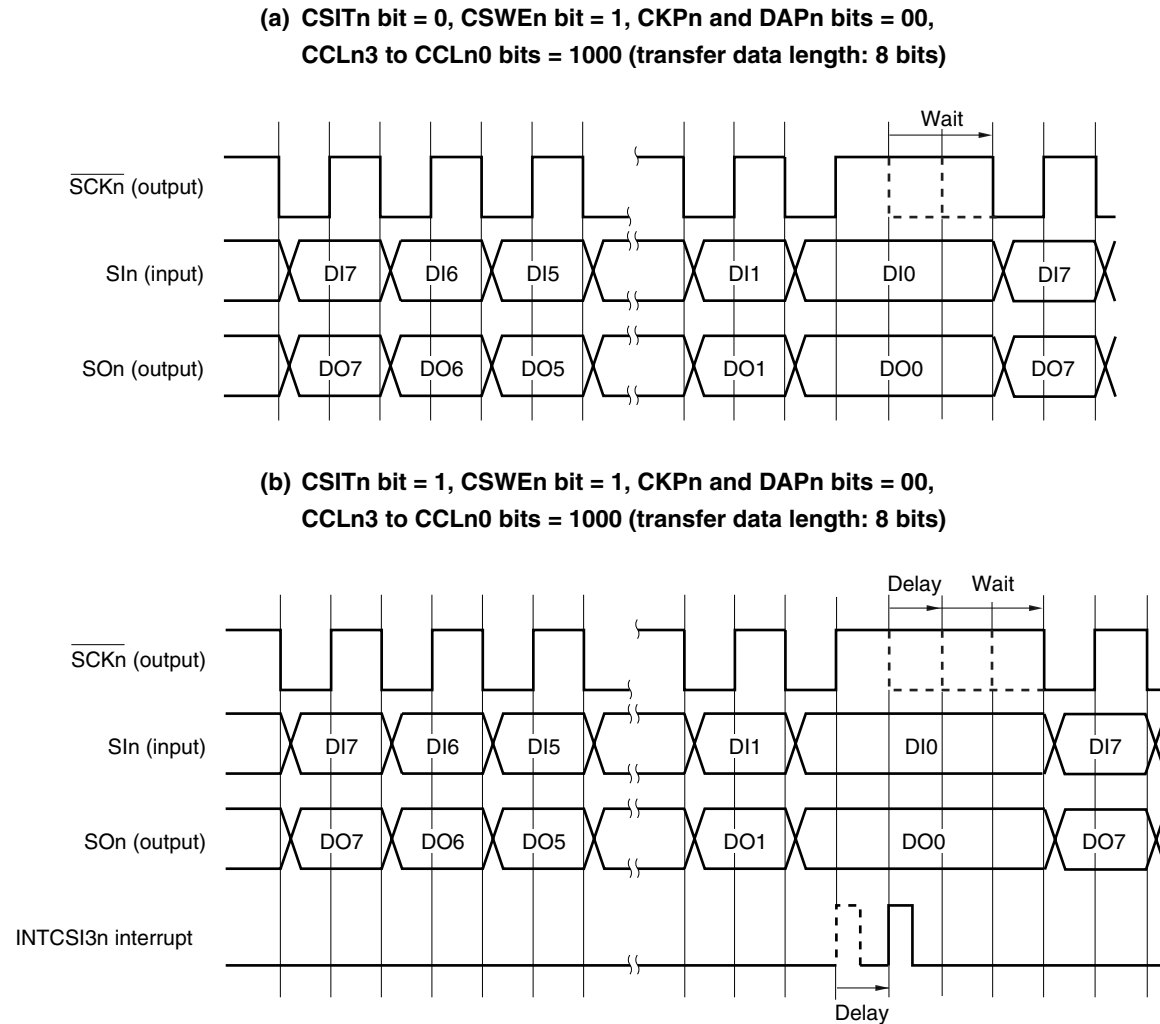 (a) CSITn bit = 0, CSWEn bit = 1, CKPn and DAPn bits = 00,
CCLn3 to CCLn0 bits = 1000 (transfer data length: 8 bits)
Wait
SCKn (output)
SIn (input) DI7 DI6 DI5 DI1 DI0 DI7
SOn (output) DO7 DO6 DO5 DO1 DO0 DO7
(b) CSITn bit = 1, CSWEn bit = 1, CKPn and DAPn bits = 00,
CCLn3 to CCLn0 bits = 1000 (transfer data length: 8 bits)
Delay Wait
SCKn (output)
SIn (input) DI7 DI6 DI5 DI1 DI0 DI7
SOn (output) DO7 DO6 DO5 DO1 DO0 DO7
INTCSI3n interrupt
Delay